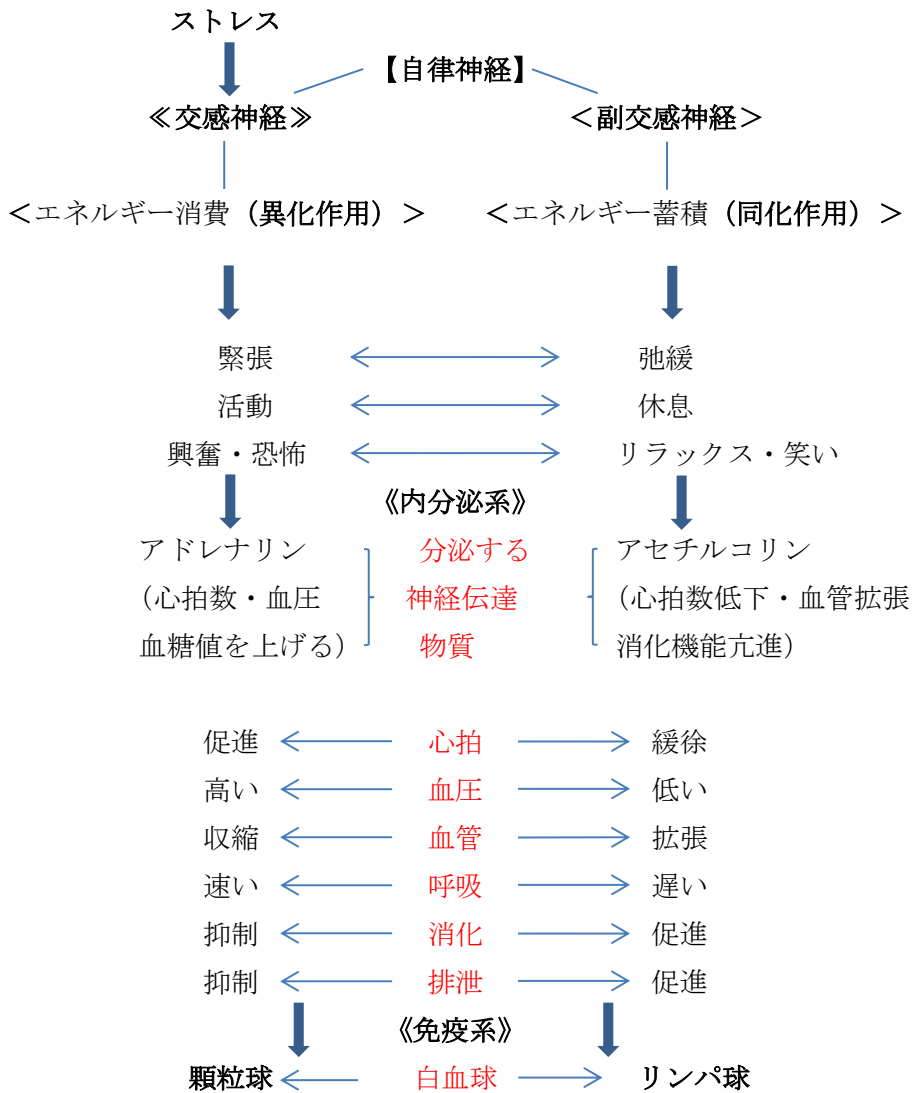 ストレス
【自律神経】
≪交感神経≫ ＜副交感神経＞
＜エネルギー消費（異化作用）＞ ＜エネルギー蓄積（同化作用）＞
緊張 弛緩
活動 休息
興奮・恐怖 リラックス・笑い
《内分泌系》
アドレナリン 分泌する アセチルコリン
（心拍数・血圧 神経伝達 （心拍数低下・血管拡張
血糖値を上げる） 物質 消化機能亢進）
促進 心拍 緩徐
高い 血圧 低い
収縮 血管 拡張
速い 呼吸 遅い
抑制 消化 促進
抑制 排泄 促進
《免疫系》
顆粒球 白血球 リンパ球